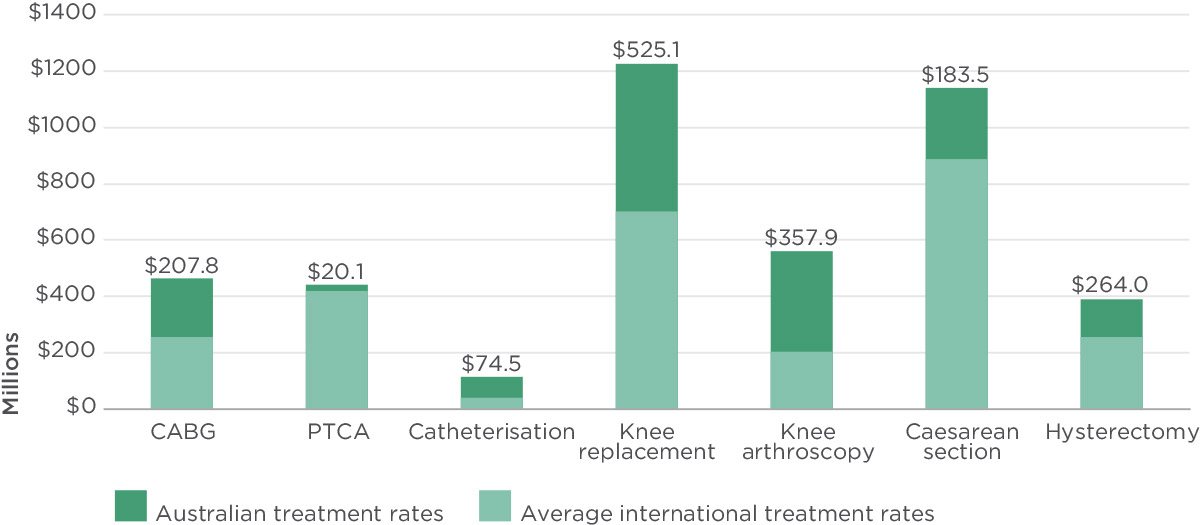 $1400
$1200
$1000
$800
$600
$400
$200
$0
Millions
$207.8
$20.1
$74.5
$525.1
$357.9
$183.5
$264.0
CABG
PTCA
Catheterisation
Knee
replacement
Knee
arthroscopy
Caesarean
section
Hysterectomy
Australian treatment rates
Average international treatment rates